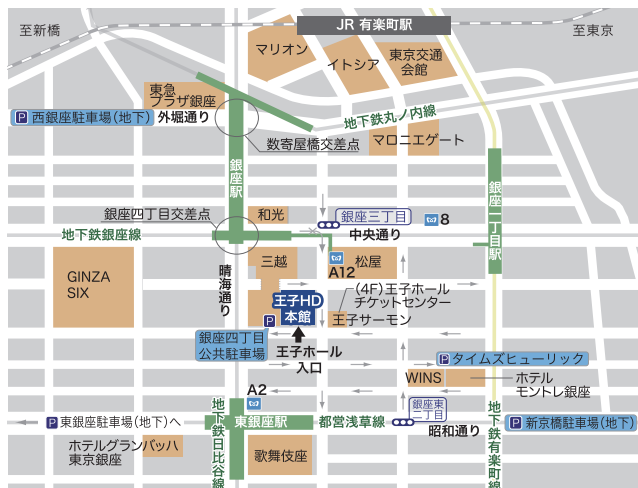 JR 有楽町駅
至新橋
至東京
マリオン
イトシア
東京交通
会館
東急
プラザ銀座
P 西銀座駐車場(地下)
外堀通り
地下鉄丸ノ内線
数寄屋橋交差点
マロニエゲート
銀座駅
銀座一丁目駅
銀座四丁目交差点
和光
銀座三丁目
8
地下鉄銀座線
中央通り
GINZA
SIX
晴海通り
三越
A12
松屋
(4F)王子ホール
チケットセンター
王子HD
本館
P
王子サーモン
銀座四丁目
公共駐車場
王子ホール
入口
P タイムズヒューリック
WINS
ホテル
モントレ銀座
A2
銀座東
二丁目
地下鉄日比谷線
P 東銀座駐車場(地下)へ
東銀座駅
都営浅草線
昭和通り
地下鉄有楽町線
P 新京橋駐車場(地下)
ホテルグランバッハ
東京銀座
歌舞伎座